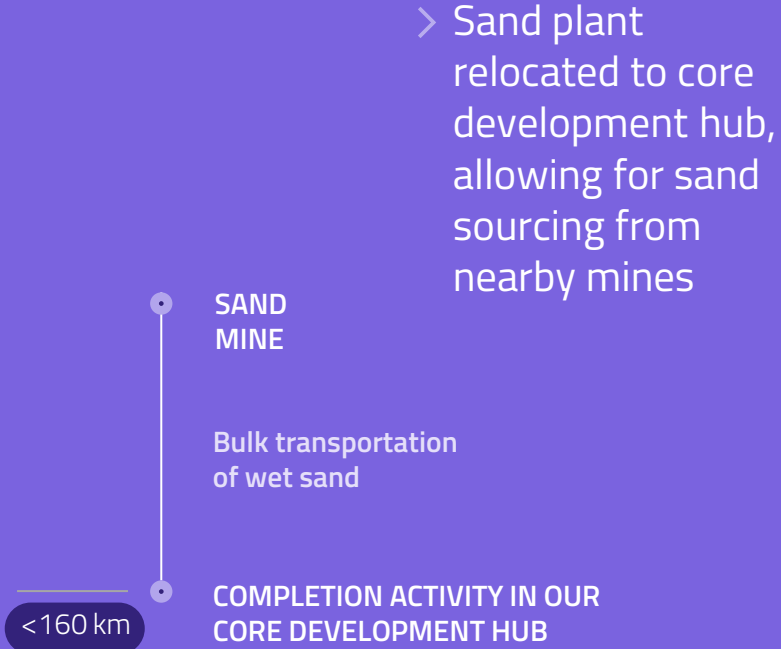 Sand plant
relocated to core
development hub,
allowing for sand
sourcing from
nearby mines
SAND
MINE
Bulk transportation
of wet sand
COMPLETION ACTIVITY IN OUR
CORE DEVELOPMENT HUB
<160 km